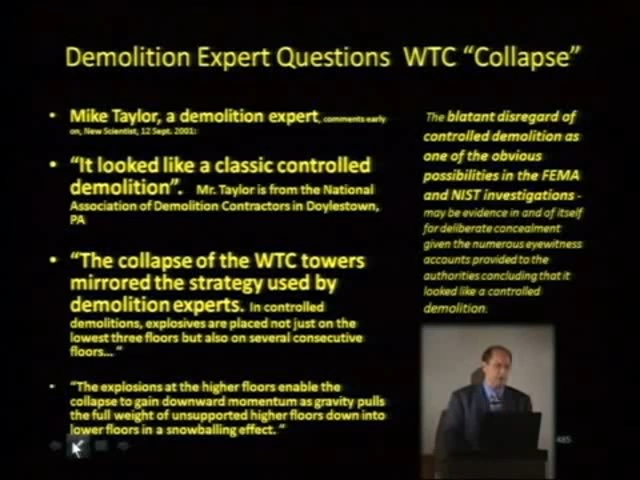 Demolition Expert Questions WTC “Collapse”
• Mike Taylor, a demolition expert, comments early
on, New Scientist, 12 Sept. 2001:
• “It looked like a classic controlled
demolition”. Mr. Taylor is from the National
Association of Demolition Contractors in Doylestown,
PA
• “The collapse of the WTC towers
mirrored the strategy used by
demolition experts. In controlled
demolitions, explosives are placed not just on the
lowest three floors but also on several consecutive
floors…“
• “The explosions at the higher floors enable the
collapse to gain downward momentum as gravity pulls
the full weight of unsupported higher floors down into
lower floors in a snowballing effect. “
The blatant disregard of
controlled demolition as
one of the obvious
possibilities in the FEMA
and NIST investigations -
may be evidence in and of itself
for deliberate concealment
given the numerous eyewitness
accounts provided to the
authorities concluding that it
looked like a controlled
demolition.
485